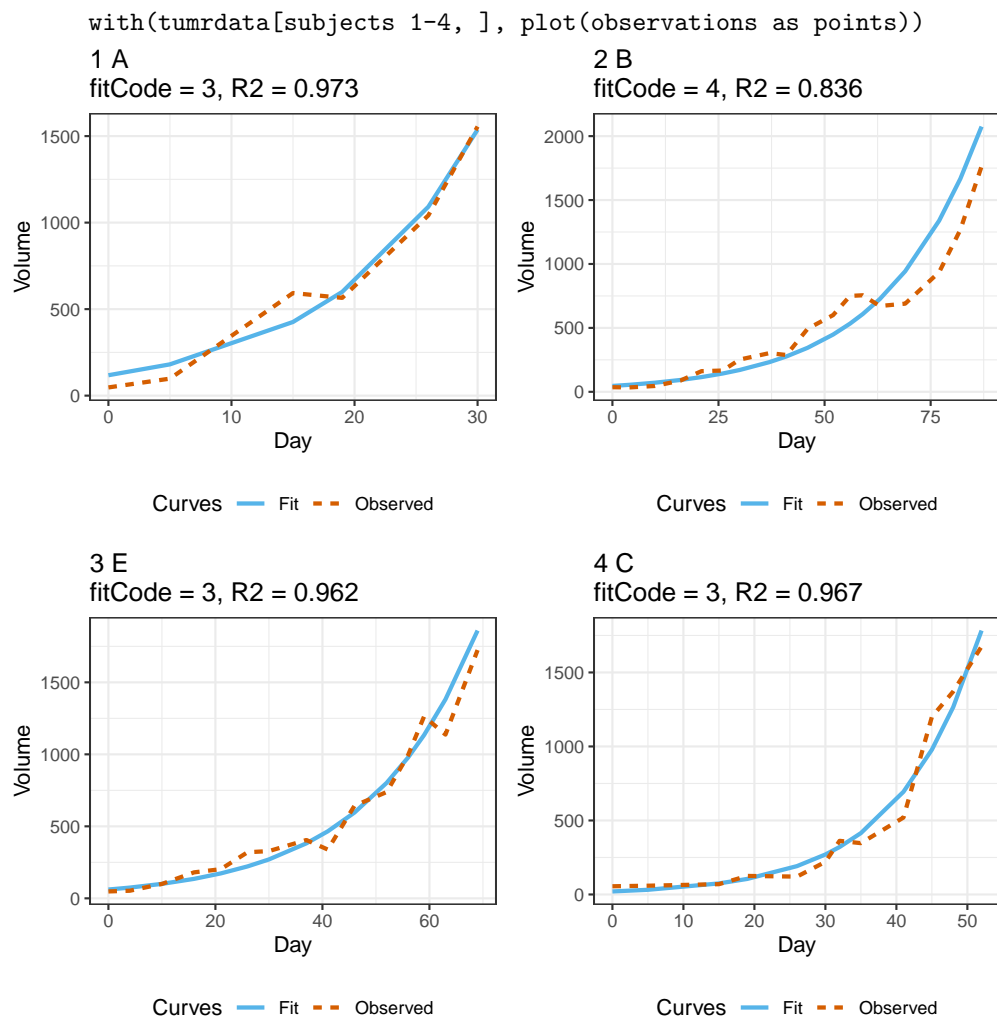 with(tumrdata[subjects 1-4, ], plot(observations as points))
1 A
fitCode = 3, R2 = 0.973
Volume
1500
1000
500
0
0 10 20 30
Day
Curves Fit Observed
2 B
fitCode = 4, R2 = 0.836
Volume
2000
1500
1000
500
0
0 25 50 75
Day
Curves Fit Observed
3 E
fitCode = 3, R2 = 0.962
Volume
1500
1000
500
0
0 20 40 60
Day
Curves Fit Observed
4 C
fitCode = 3, R2 = 0.967
Volume
1500
1000
500
0
0 10 20 30 40 50
Day
Curves Fit Observed